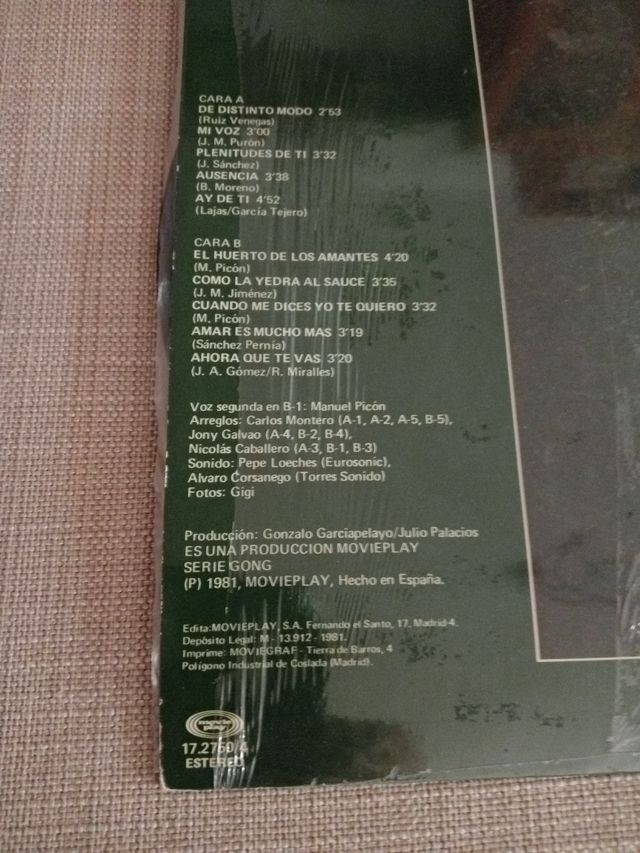 CARA A
DE DISTINTO MODO 2'53
(Ruiz Venegas)
MI VOZ 3'00
(J. M. Purón)
PLENITUDES DE TI 3'32
(J. Sánchez)
AUSENCIA 3'38
(B. Moreno)
AY DE TI 4'52
(Lajas/García Tejero)
CARA B
EL HUERTO DE LOS AMANTES 4'20
(M. Picón)
COMO LA YEDRA AL SAUCE 3'35
(J. M. Jiménez)
CUANDO ME DICES YO TE QUIERO 3'32
(M. Picón)
AMAR ES MUCHO MAS 3'19
(Sánchez Pernía)
AHORA QUE TE VAS 3'20
(J. A. Gómez/R. Miralles)
Voz segunda en B-1: Manuel Picón
Arreglos: Carlos Montero (A-1, A-2, A-5, B-5),
Jony Galvao (A-4, B-2, B-4),
Nicolás Caballero (A-3, B-1, B-3)
Sonido: Pepe Loeches (Eurosonic),
Alvaro Corsanego (Torres Sonido)
Fotos: Gigi
Producción: Gonzalo Garciapelayo/Julio Palacios
ES UNA PRODUCCION MOVIEPLAY
SERIE GONG
(P) 1981, MOVIEPLAY, Hecho en España.
Edita: MOVIEPLAY, S.A. Fernando el Santo, 17, Madrid-4.
Depósito Legal: M - 13.912 - 1981.
Imprime: MOVIEGRAF - Tierra de Barros, 4
Polígono Industrial de Coslada (Madrid).
movie
play
ESTEREO